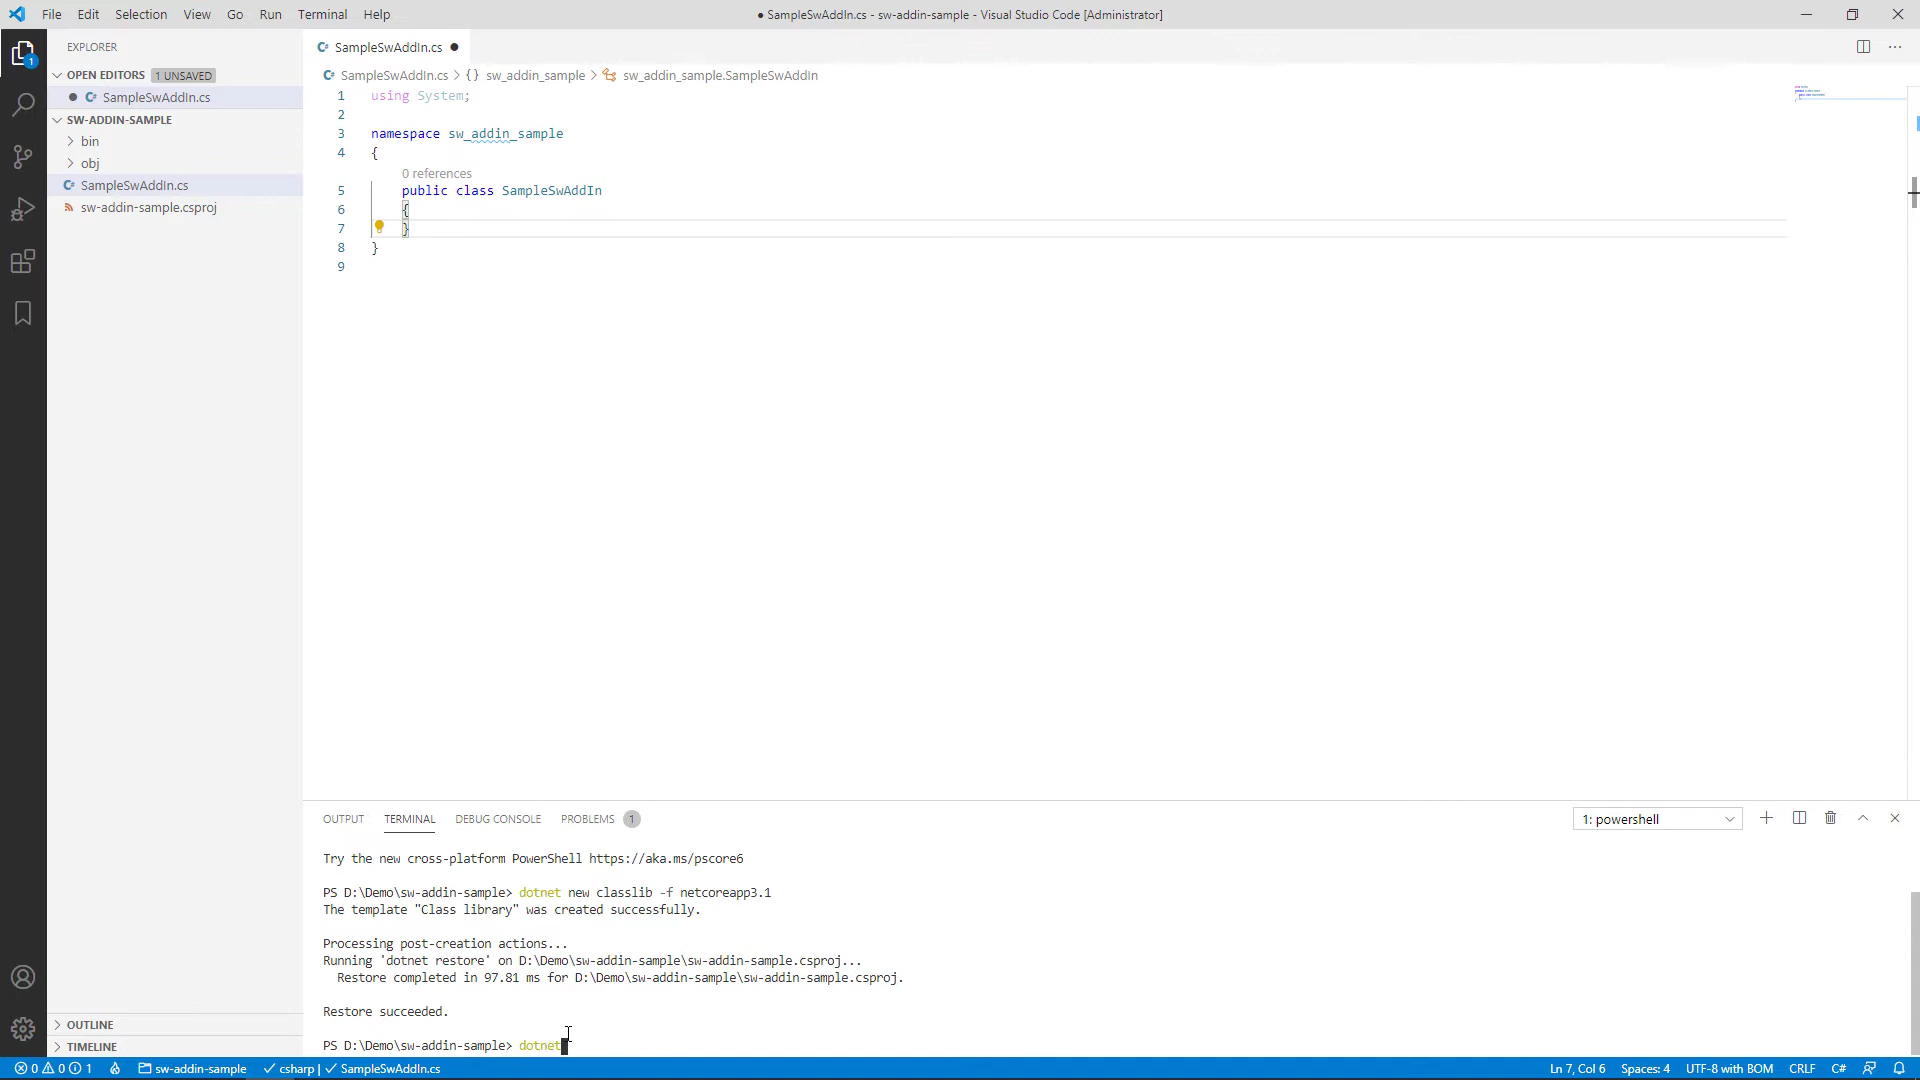 File Edit Selection View Go Run Terminal Help
● SampleSwAddIn.cs - sw-addin-sample - Visual Studio Code [Administrator]
1
EXPLORER
OPEN EDITORS 1 UNSAVED
SampleSwAddIn.cs
SW-ADDIN-SAMPLE
bin
obj
SampleSwAddIn.cs
sw-addin-sample.csproj
OUTLINE
TIMELINE
SampleSwAddIn.cs ●
SampleSwAddIn.cs > {} sw_addin_sample > sw_addin_sample.SampleSwAddIn
1 using System;
2
3 namespace sw_addin_sample
4 {
0 references
5 public class SampleSwAddIn
6 {
7 }
8 }
9
OUTPUT TERMINAL DEBUG CONSOLE PROBLEMS 1
1: powershell
Try the new cross-platform PowerShell https://aka.ms/pscore6
PS D:\Demo\sw-addin-sample> dotnet new classlib -f netcoreapp3.1
The template "Class library" was created successfully.
Processing post-creation actions...
Running 'dotnet restore' on D:\Demo\sw-addin-sample\sw-addin-sample.csproj...
Restore completed in 97.81 ms for D:\Demo\sw-addin-sample\sw-addin-sample.csproj.
Restore succeeded.
PS D:\Demo\sw-addin-sample> dotnet
0 0 1 sw-addin-sample csharp | SampleSwAddIn.cs
Ln 7, Col 6 Spaces: 4 UTF-8 with BOM CRLF C#